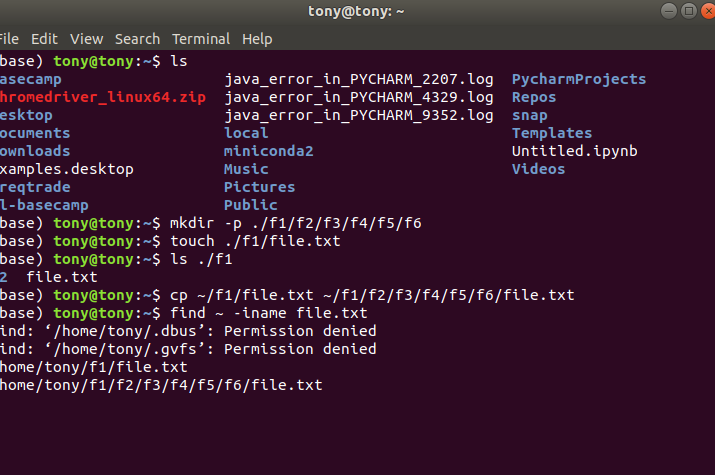 tony@tony: ~
File Edit View Search Terminal Help
base) tony@tony:~$ ls
asecamp java_error_in_PYCHARM_2207.log PycharmProjects
hromedriver_linux64.zip java_error_in_PYCHARM_4329.log Repos
esktop java_error_in_PYCHARM_9352.log snap
ocuments local Templates
ownloads miniconda2 Untitled.ipynb
xamples.desktop Music Videos
reqtrade Pictures
l-basecamp Public
base) tony@tony:~$ mkdir -p ./f1/f2/f3/f4/f5/f6
base) tony@tony:~$ touch ./f1/file.txt
base) tony@tony:~$ ls ./f1
2 file.txt
base) tony@tony:~$ cp ~/f1/file.txt ~/f1/f2/f3/f4/f5/f6/file.txt
base) tony@tony:~$ find ~ -iname file.txt
ind: ‘/home/tony/.dbus’: Permission denied
ind: ‘/home/tony/.gvfs’: Permission denied
home/tony/f1/file.txt
home/tony/f1/f2/f3/f4/f5/f6/file.txt